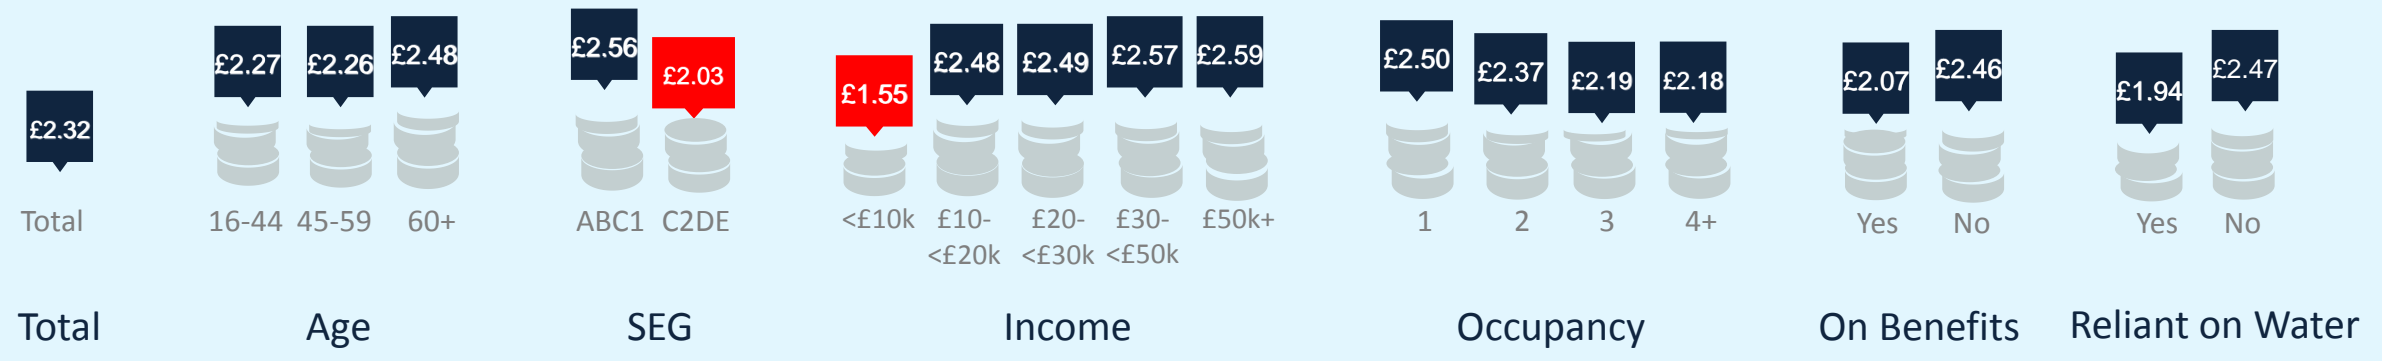 £2.32
£2.27 £2.26 £2.48
£2.56 £2.03
£1.55 £2.48 £2.49 £2.57 £2.59
£2.50 £2.37 £2.19 £2.18
£2.07 £2.46
£1.94 £2.47
Total
16-44 45-59 60+
ABC1 C2DE
<£10k £10- £20- £30- £50k+
<£20k <£30k <£50k
1 2 3 4+
Yes No
Yes No
Total Age SEG Income Occupancy On Benefits Reliant on Water